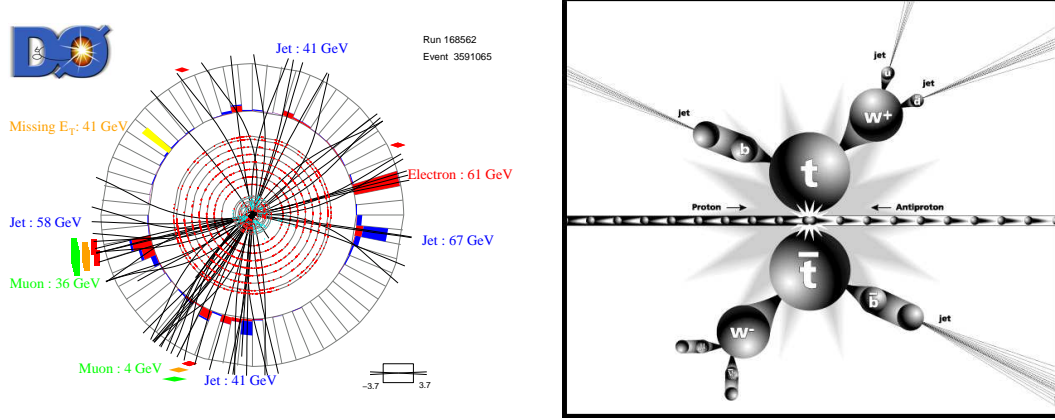 DØ
Run 168562
Event 3591065
Jet : 41 GeV
Missing E_T : 41 GeV
Electron : 61 GeV
Jet : 58 GeV
Jet : 67 GeV
Muon : 36 GeV
Muon : 4 GeV
Jet : 41 GeV
−3.7 3.7
jet
u
jet
d̄
w+
jet
b
t
Proton
Antiproton
t̄
b̄
w-
jet